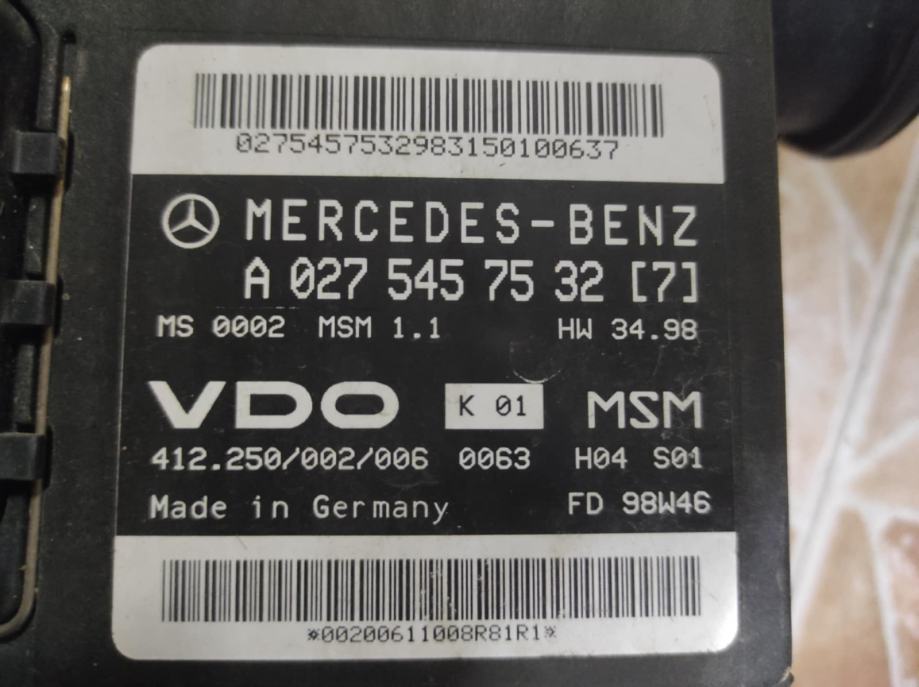 0275457532983150100637
MERCEDES-BENZ
A 027 545 75 32 [7]
MS 0002 MSM 1.1 HW 34.98
VDO K 01 MSM
412.250/002/006 0063 H04 S01
Made in Germany FD 98W46
*00200611008R81R1*